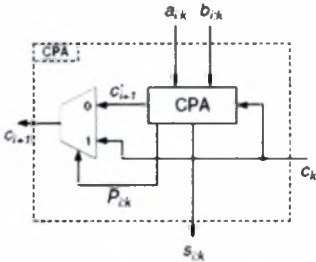 a_{i:k} b_{i:k}
CPA
c'_{i+1} CPA
0
1
c_{i+1}
c_k
P_{i:k}
s_{i:k}